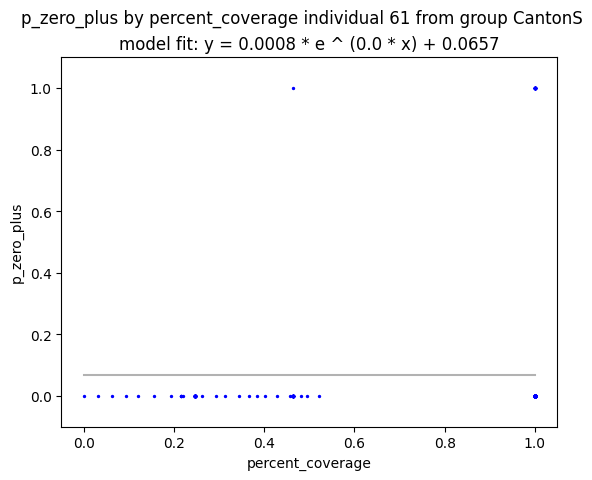 p_zero_plus by percent_coverage individual 61 from group CantonS
model fit: y = 0.0008 * e ^ (0.0 * x) + 0.0657
1.0
0.8
0.6
0.4
0.2
0.0
p_zero_plus
0.0 0.2 0.4 0.6 0.8 1.0
percent_coverage